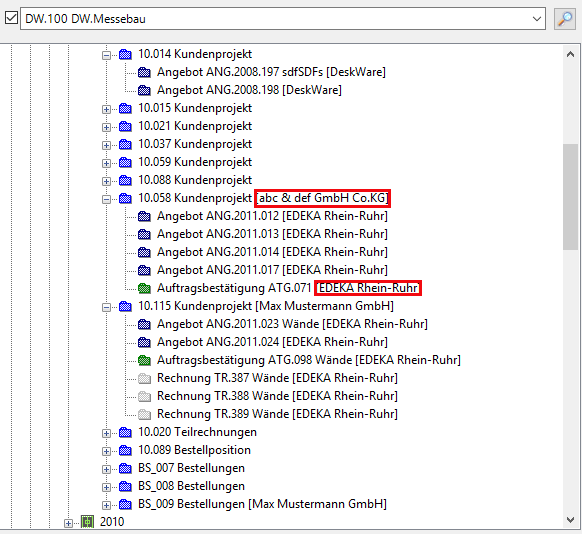 DW.100 DW.Messebau
10.014 Kundenprojekt
Angebot ANG.2008.197 sdfSDFs [DeskWare]
Angebot ANG.2008.198 [DeskWare]
10.015 Kundenprojekt
10.021 Kundenprojekt
10.037 Kundenprojekt
10.059 Kundenprojekt
10.088 Kundenprojekt
10.058 Kundenprojekt [abc & def GmbH Co.KG]
Angebot ANG.2011.012 [EDEKA Rhein-Ruhr]
Angebot ANG.2011.013 [EDEKA Rhein-Ruhr]
Angebot ANG.2011.014 [EDEKA Rhein-Ruhr]
Angebot ANG.2011.017 [EDEKA Rhein-Ruhr]
Auftragsbestätigung ATG.071 [EDEKA Rhein-Ruhr]
10.115 Kundenprojekt [Max Mustermann GmbH]
Angebot ANG.2011.023 Wände [EDEKA Rhein-Ruhr]
Angebot ANG.2011.024 [EDEKA Rhein-Ruhr]
Auftragsbestätigung ATG.098 Wände [EDEKA Rhein-Ruhr]
Rechnung TR.387 Wände [EDEKA Rhein-Ruhr]
Rechnung TR.388 Wände [EDEKA Rhein-Ruhr]
Rechnung TR.389 Wände [EDEKA Rhein-Ruhr]
10.020 Teilrechnungen
10.089 Bestellposition
BS_007 Bestellungen
BS_008 Bestellungen
BS_009 Bestellungen [Max Mustermann GmbH]
2010